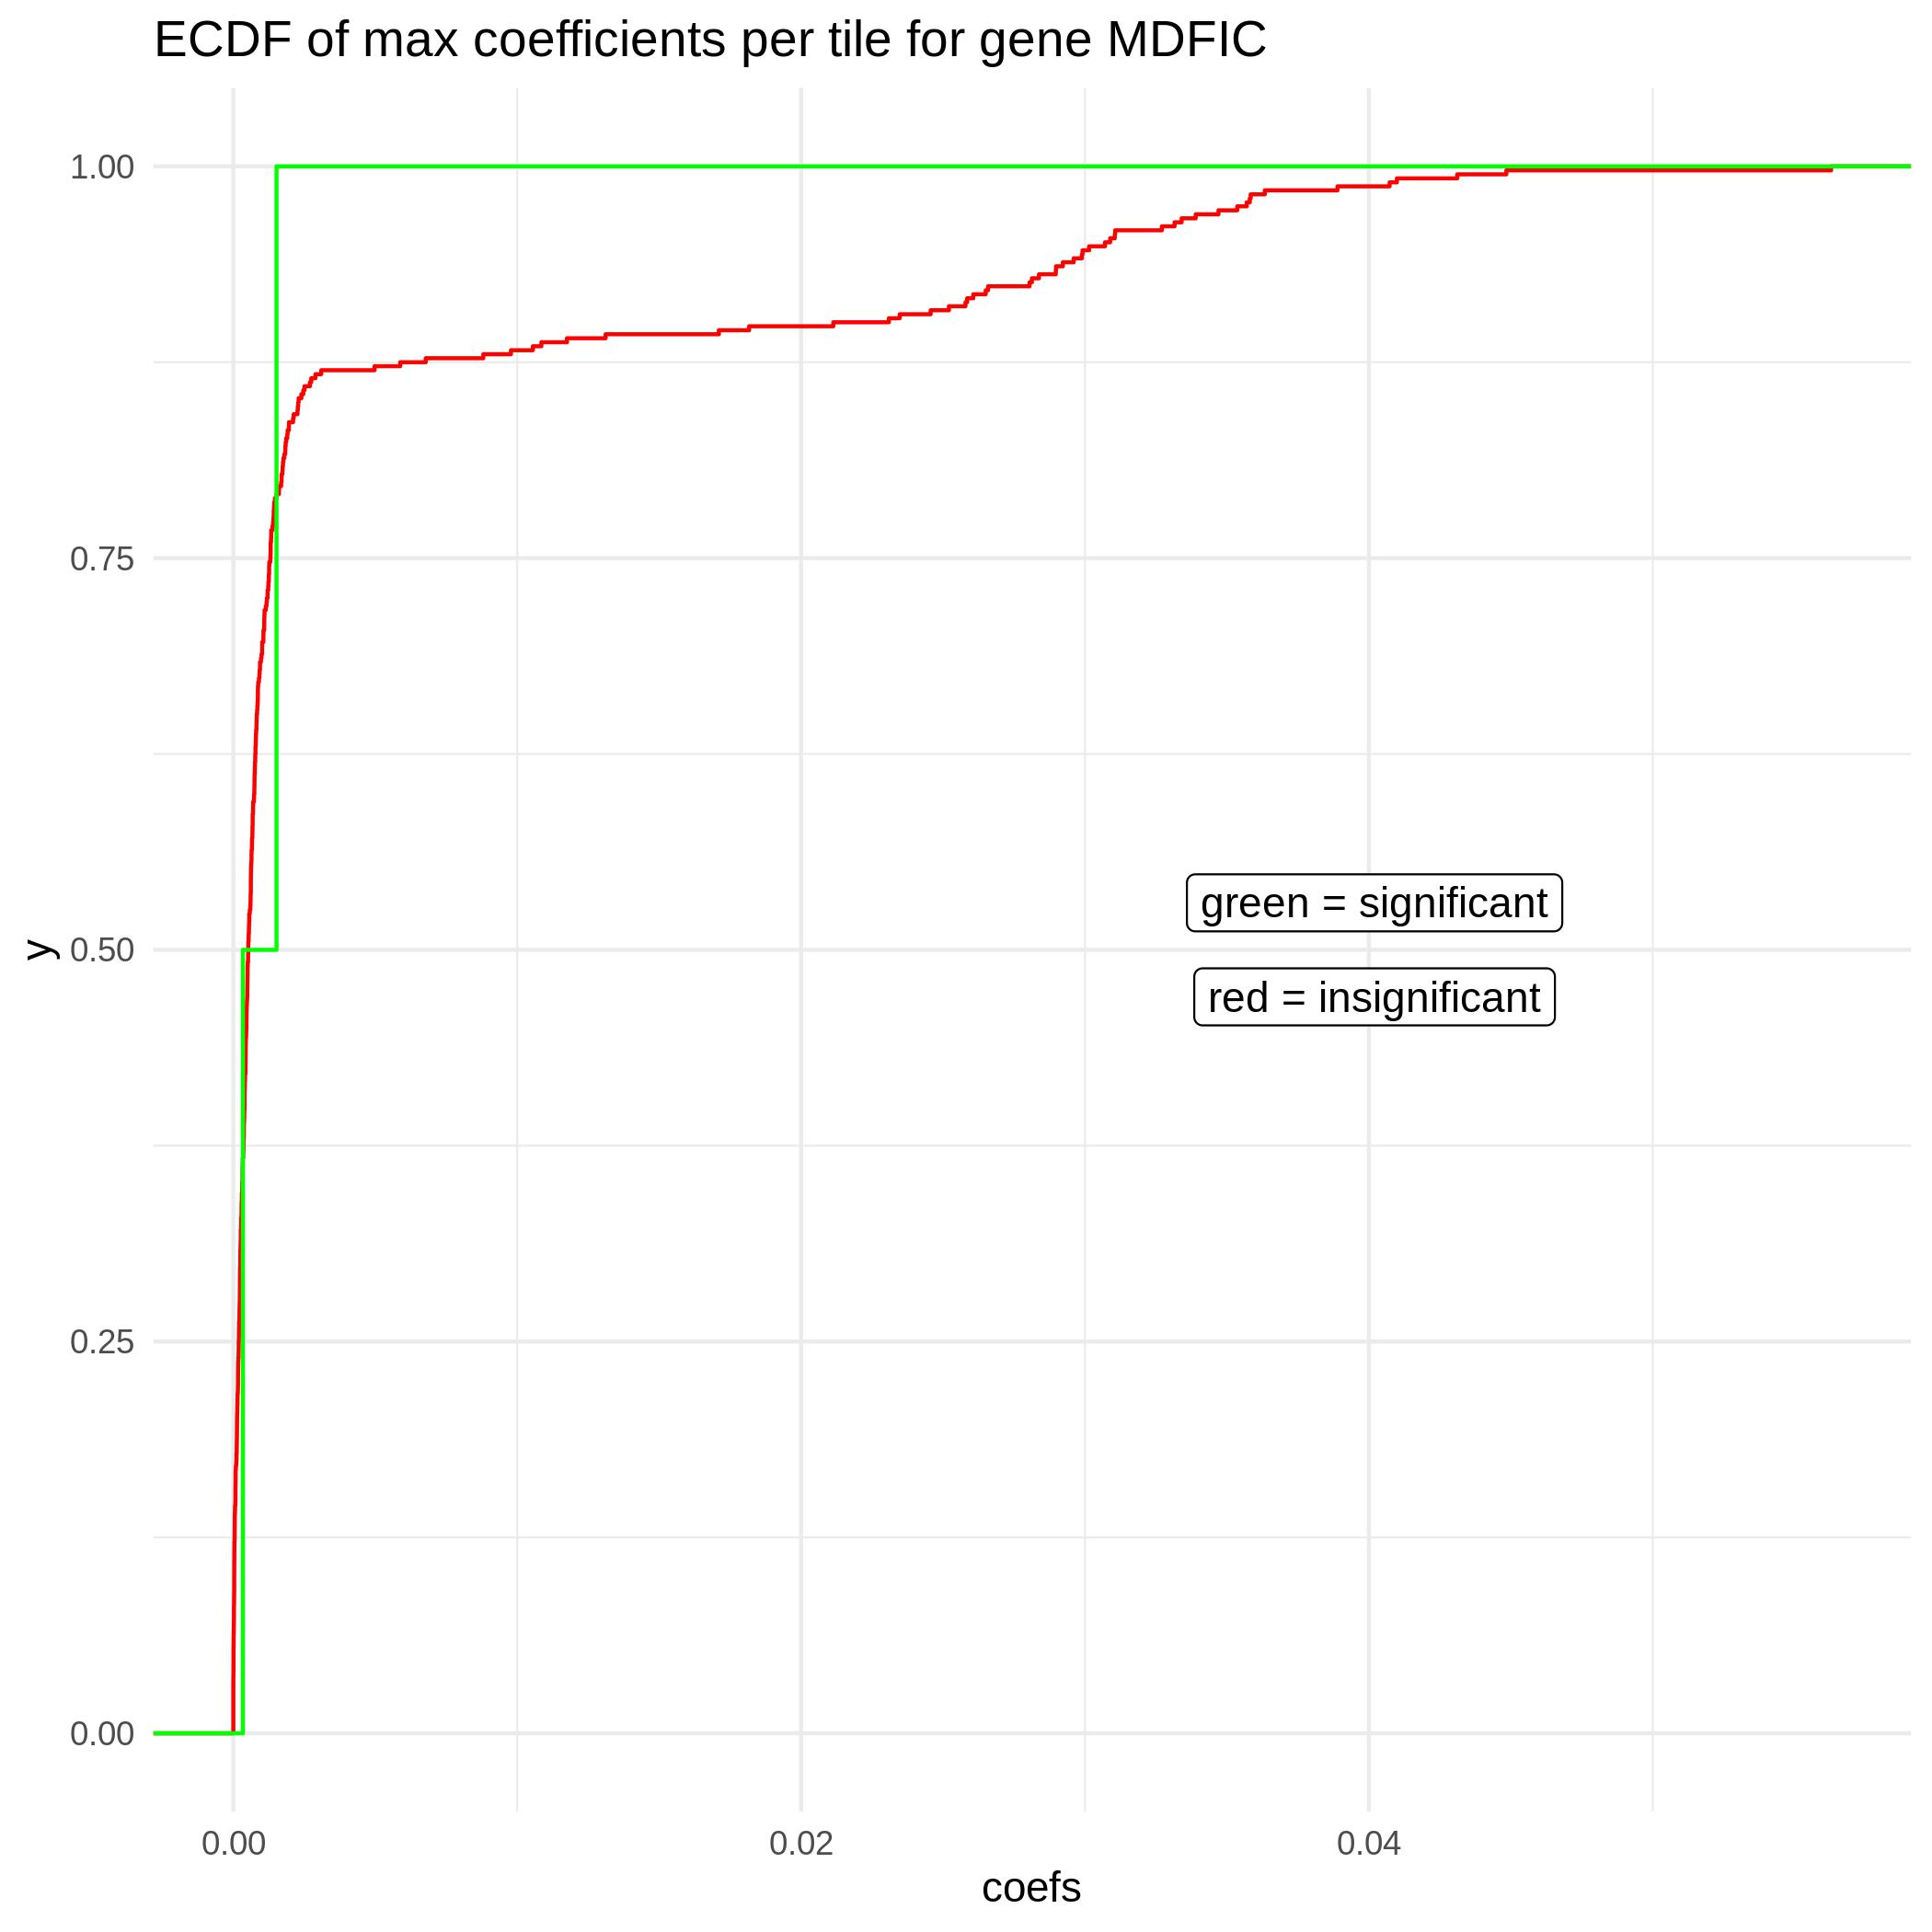 ECDF of max coefficients per tile for gene MDFIC
1.00
0.75
0.50
0.25
0.00
y
green = significant
red = insignificant
0.00
0.02
0.04
coefs